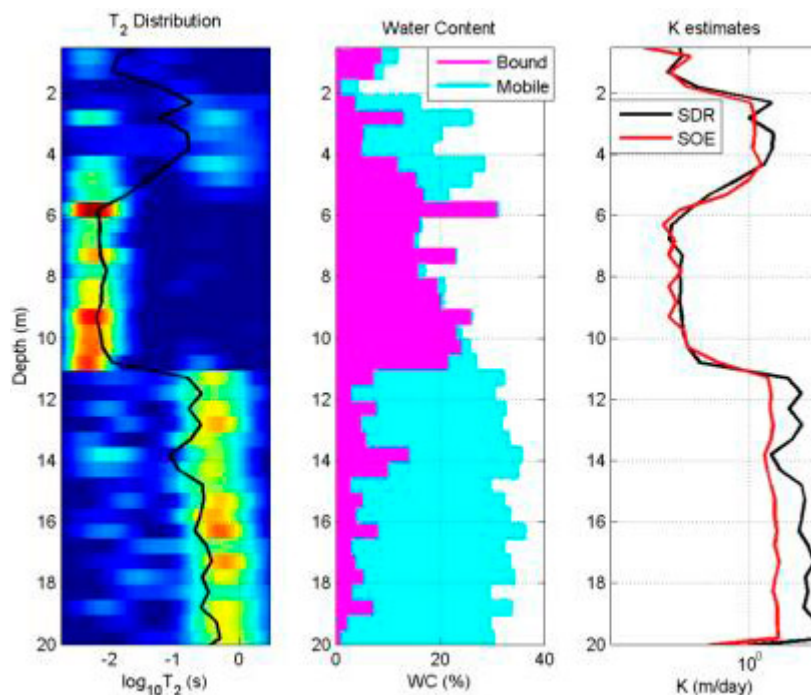 T2 Distribution
Water Content
K estimates
Bound
Mobile
SDR
SOE
Depth (m)
2
4
6
8
10
12
14
16
18
20
-2 -1 0
log10T2 (s)
2
4
6
8
10
12
14
16
18
20
0 20 40
WC (%)
2
4
6
8
10
12
14
16
18
20
10^0
K (m/day)